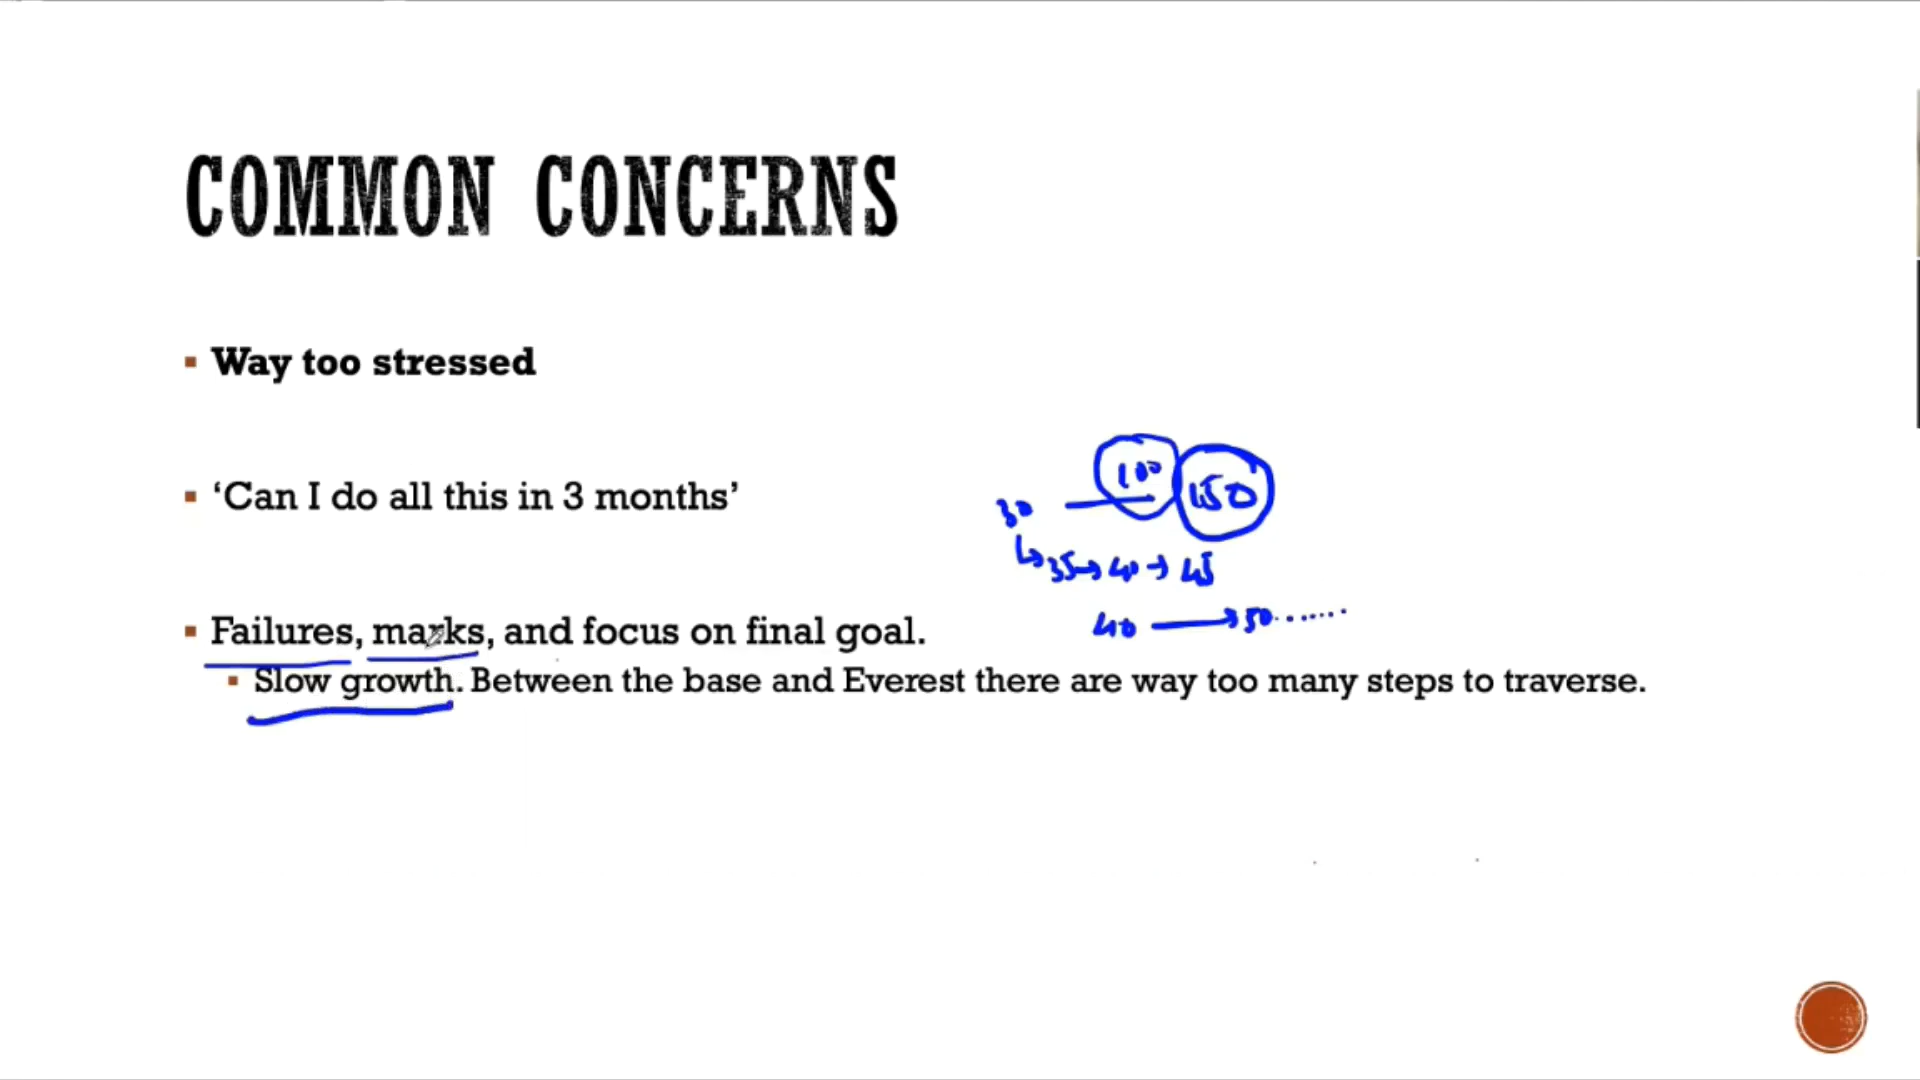 COMMON CONCERNS
▪ Way too stressed
▪ ‘Can I do all this in 3 months’
100 150
30
↳ 35 → 40 → 45
▪ Failures, marks, and focus on final goal.
40 → 50......
▪ Slow growth. Between the base and Everest there are way too many steps to traverse.